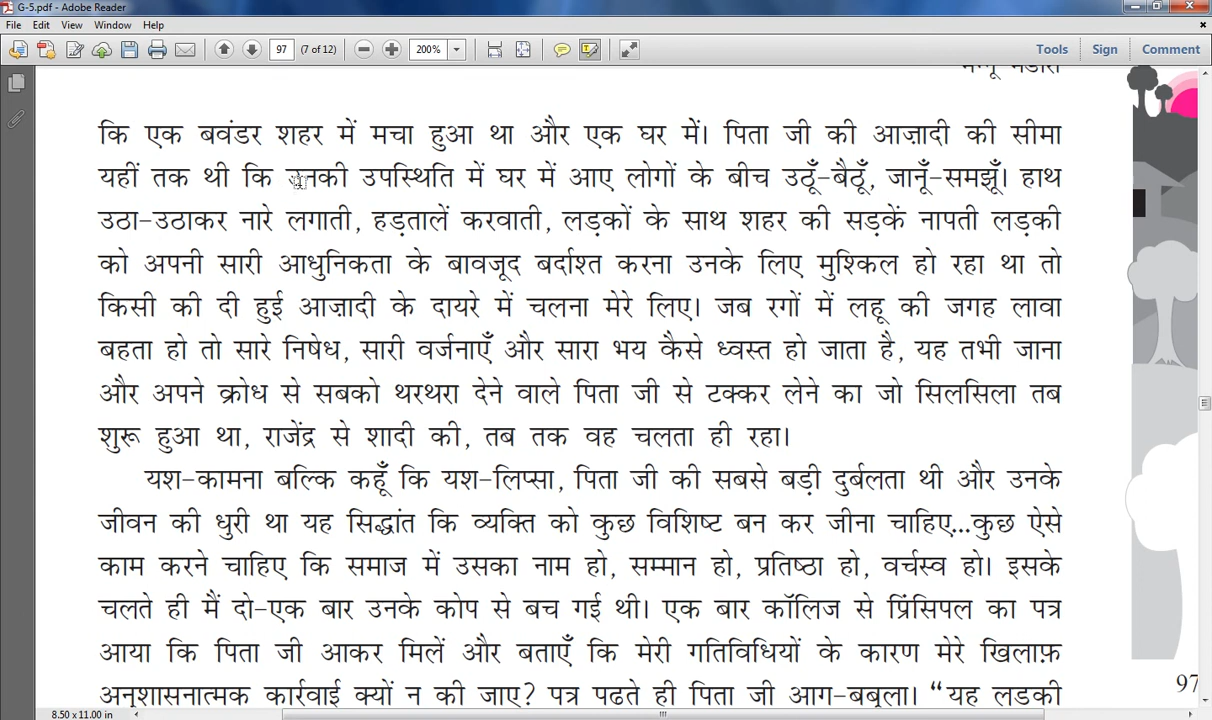 G-5.pdf - Adobe Reader
File Edit View Window Help
97 (7 of 12) 200% Tools Sign Comment
मन्नू भंडारी
कि एक बवंडर शहर में मचा हुआ था और एक घर में। पिता जी की आज़ादी की सीमा
यहीं तक थी कि उनकी उपस्थिति में घर में आए लोगों के बीच उठूँ-बैठूँ, जानूँ-समझूँ। हाथ
उठा-उठाकर नारे लगाती, हड़तालें करवाती, लड़कों के साथ शहर की सड़कें नापती लड़की
को अपनी सारी आधुनिकता के बावजूद बर्दाश्त करना उनके लिए मुश्किल हो रहा था तो
किसी की दी हुई आज़ादी के दायरे में चलना मेरे लिए। जब रगों में लहू की जगह लावा
बहता हो तो सारे निषेध, सारी वर्जनाएँ और सारा भय कैसे ध्वस्त हो जाता है, यह तभी जाना
और अपने क्रोध से सबको थरथरा देने वाले पिता जी से टक्कर लेने का जो सिलसिला तब
शुरू हुआ था, राजेंद्र से शादी की, तब तक वह चलता ही रहा।
यश-कामना बल्कि कहूँ कि यश-लिप्सा, पिता जी की सबसे बड़ी दुर्बलता थी और उनके
जीवन की धुरी था यह सिद्धांत कि व्यक्ति को कुछ विशिष्ट बन कर जीना चाहिए...कुछ ऐसे
काम करने चाहिए कि समाज में उसका नाम हो, सम्मान हो, प्रतिष्ठा हो, वर्चस्व हो। इसके
चलते ही मैं दो-एक बार उनके कोप से बच गई थी। एक बार कॉलिज से प्रिंसिपल का पत्र
आया कि पिता जी आकर मिलें और बताएँ कि मेरी गतिविधियों के कारण मेरे खिलाफ़
अनुशासनात्मक कार्रवाई क्यों न की जाए? पत्र पढ़ते ही पिता जी आग-बबूला। “यह लड़की
97
8.50 x 11.00 in